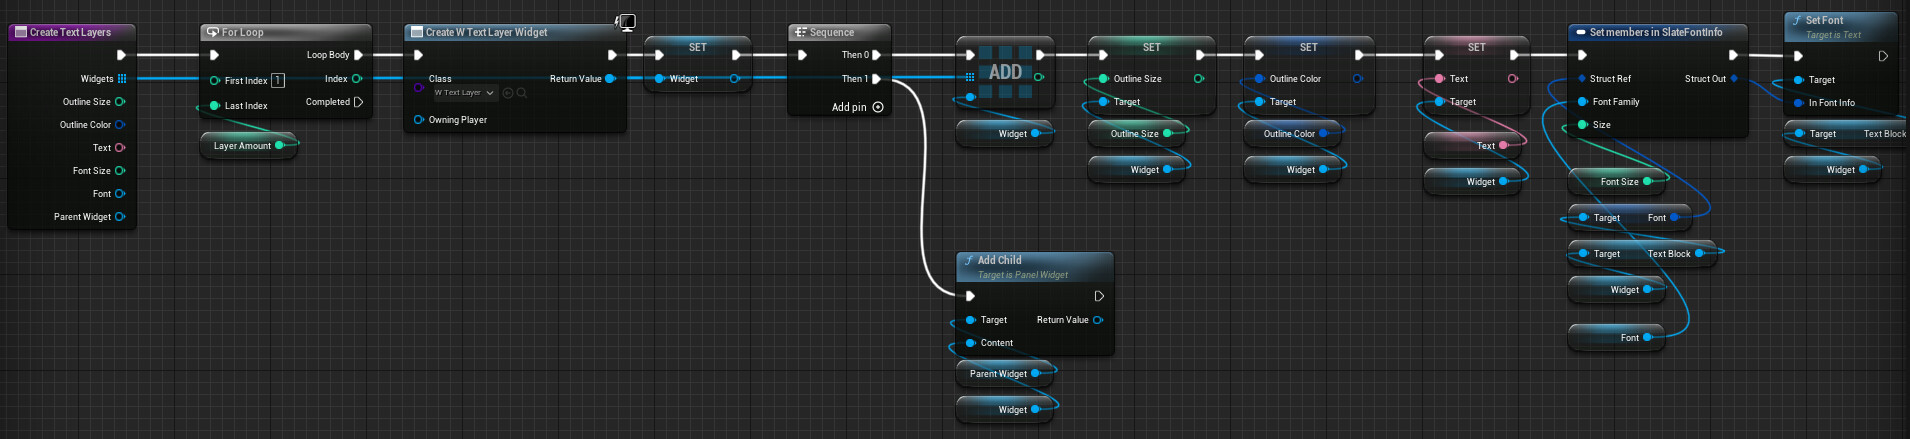 Create Text Layers
Widgets
Outline Size
Outline Color
Text
Font Size
Font
Parent Widget
For Loop
Loop Body
First Index 1
Index
Last Index
Completed
Layer Amount
Create W Text Layer Widget
Class
Return Value
W Text Layer
Owning Player
SET
Widget
Sequence
Then 0
Then 1
Add pin
ADD
Widget
SET
Outline Size
Target
Outline Size
Widget
SET
Outline Color
Target
Outline Color
Widget
SET
Text
Target
Text
Widget
Set members in SlateFontInfo
Struct Ref
Struct Out
Font Family
Size
Font Size
Target Font
Target Text Block
Widget
Font
Set Font
Target is Text
Target
In Font Info
Target Text Block
Widget
Add Child
Target is Panel Widget
Target
Return Value
Content
Parent Widget
Widget